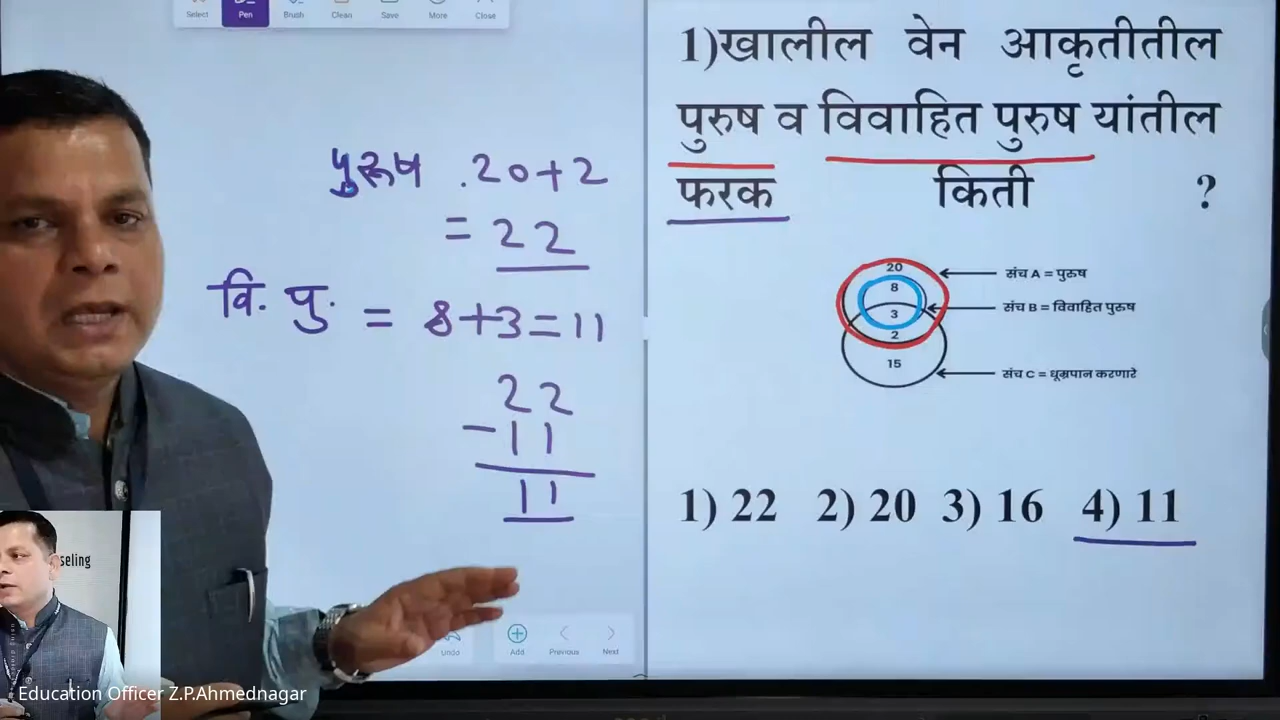 Select Pen Brush Clean Save More Close
पुरूष .20+2
= 22
वि. पु. = 8+3=11
22
-11
11
Undo Add Previous Next
1)खालील वेन आकृतीतील
पुरुष व विवाहित पुरुष यांतील
फरक किती ?
20
8
3
2
15
संच A = पुरुष
संच B = विवाहित पुरुष
संच C = धूम्रपान करणारे
1) 22 2) 20 3) 16 4) 11
seling
Education Officer Z.P.Ahmednagar